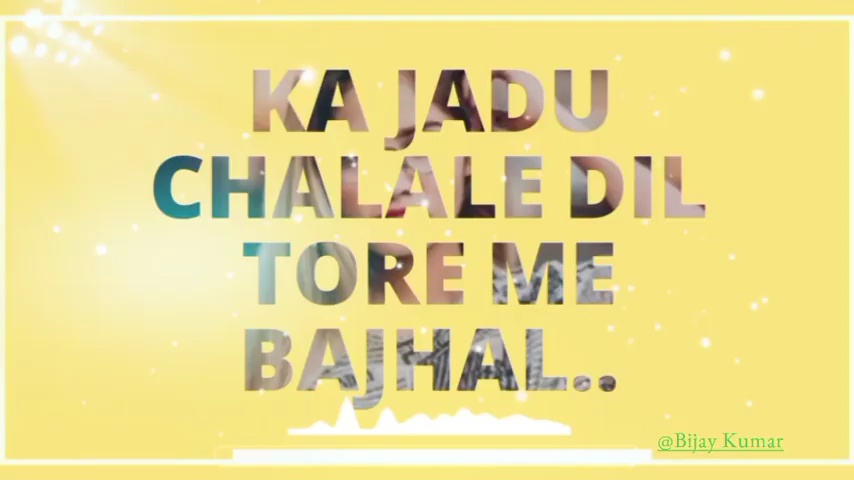 KA JADU
CHALALE DIL
TORE ME
BAJHAL..
@Bijay Kumar